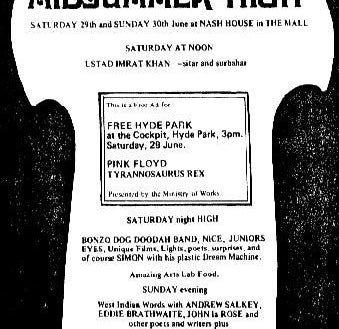 MIDSUMMER HIGH
SATURDAY 29th and SUNDAY 30th June at NASH HOUSE in THE MALL
SATURDAY AT NOON
USTAD IMRAT KHAN –sitar and surbahar
This is a Free Ad for
FREE HYDE PARK
at the Cockpit, Hyde Park, 3pm.
Saturday, 29 June.
PINK FLOYD
TYRANNOSAURUS REX
Presented by the Ministry of Works
SATURDAY night HIGH
BONZO DOG DOODAH BAND, NICE, JUNIORS
EYES, Unique Films, Lights, poets, surprises, and
of course SIMON with his plastic Dream Machine.
Amazing Arts Lab Food.
SUNDAY evening
West Indian Words with ANDREW SALKEY,
EDDIE BRATHWAITE, JOHN la ROSE and
other poets and writers plus